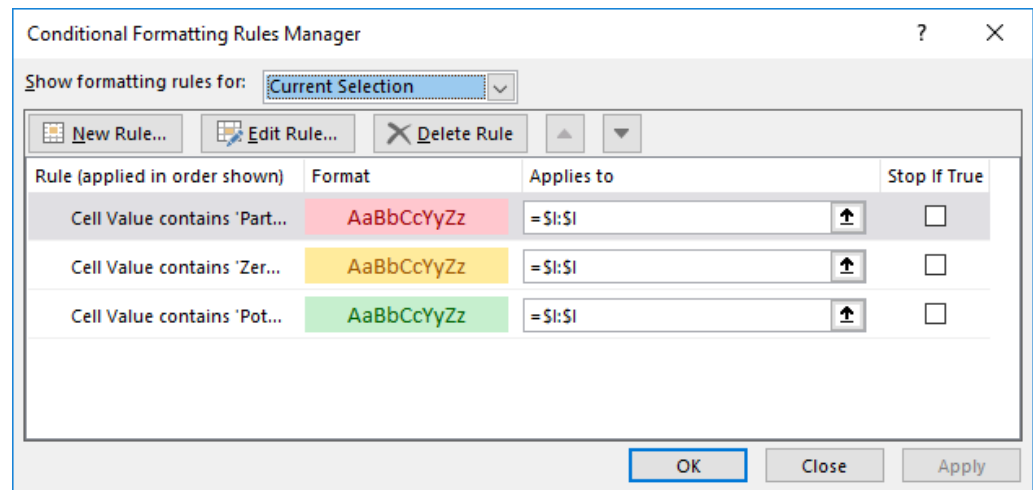 Conditional Formatting Rules Manager ?
Show formatting rules for: Current Selection
New Rule... Edit Rule... Delete Rule
Rule (applied in order shown) Format Applies to Stop If True
Cell Value contains 'Part... AaBbCcYyZz =$I:$I
Cell Value contains 'Zer... AaBbCcYyZz =$I:$I
Cell Value contains 'Pot... AaBbCcYyZz =$I:$I
OK Close Apply